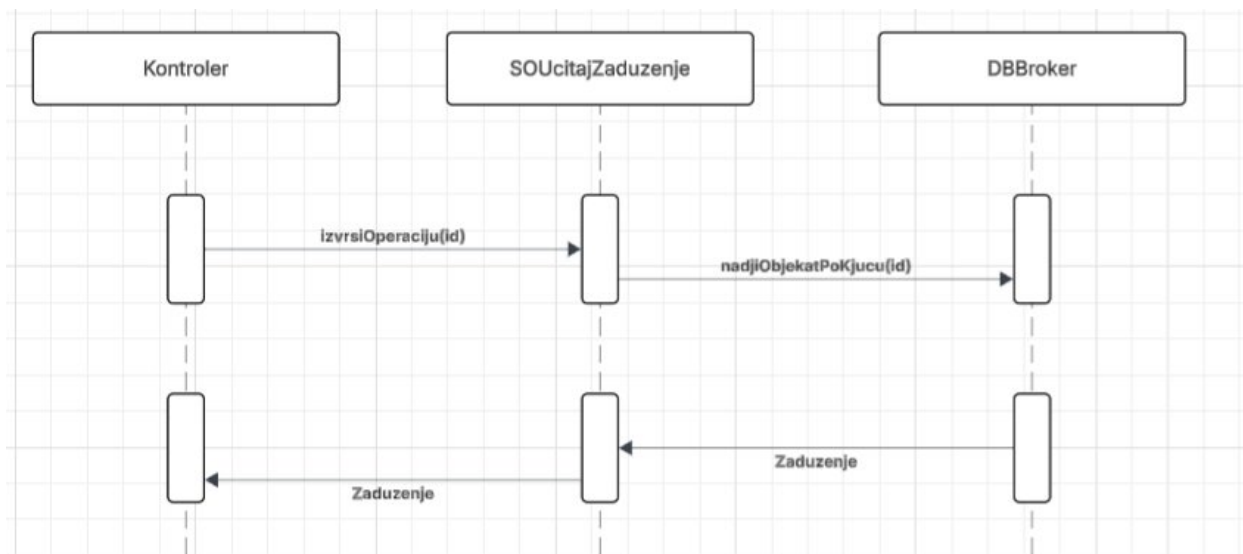 Kontroler
SOUcitajZaduzenje
DBBroker
izvrsiOperaciju(id)
nadjiObjekatPoKjucu(id)
Zaduzenje
Zaduzenje